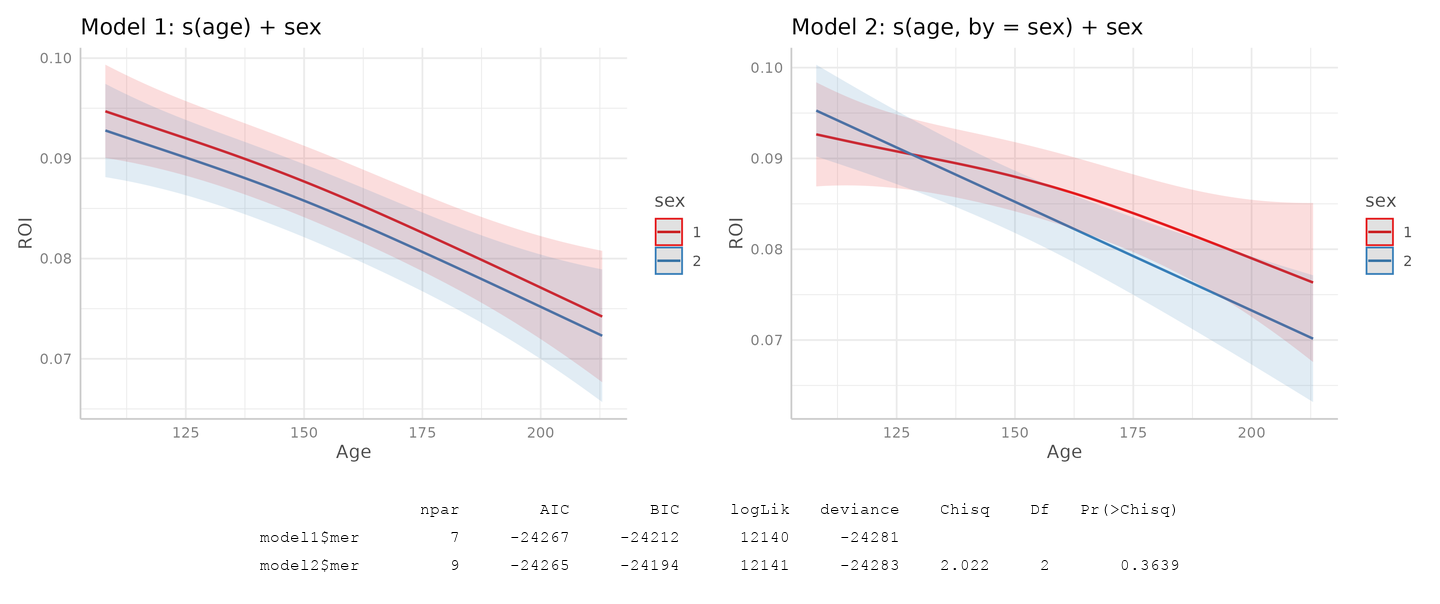 Model 1: s(age) + sex
0.10
0.09
0.08
0.07
ROI
125 150 175 200
Age
sex
1
2
Model 2: s(age, by = sex) + sex
0.10
0.09
0.08
0.07
ROI
125 150 175 200
Age
sex
1
2
npar AIC BIC logLik deviance Chisq Df Pr(>Chisq)
model1$mer 7 -24267 -24212 12140 -24281
model2$mer 9 -24265 -24194 12141 -24283 2.022 2 0.3639